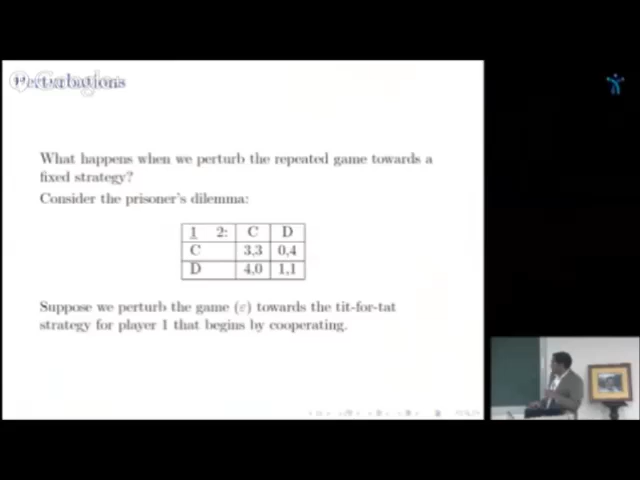 Perturbations
What happens when we perturb the repeated game towards a
fixed strategy?
Consider the prisoner's dilemma:
1 2: C D
C 3,3 0,4
D 4,0 1,1
Suppose we perturb the game (ε) towards the tit-for-tat
strategy for player 1 that begins by cooperating.